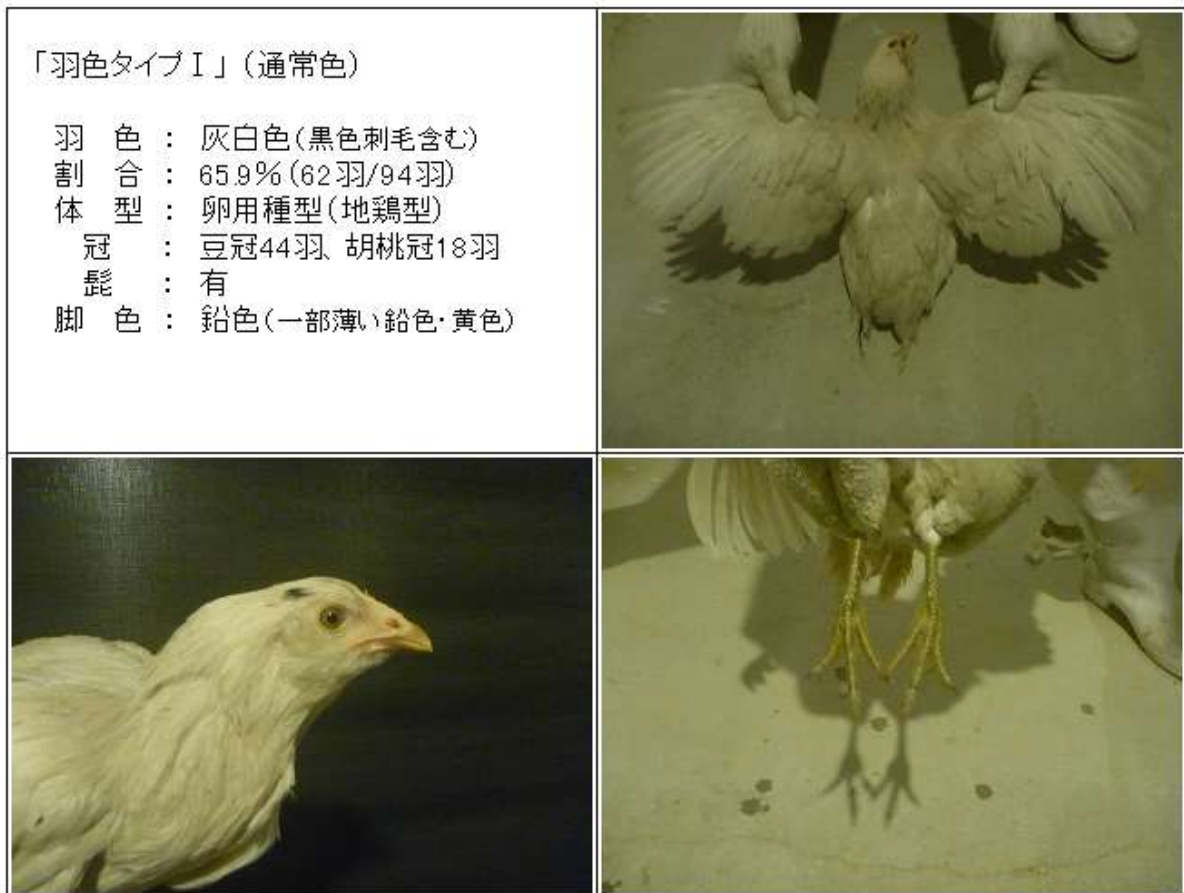 「羽色タイプⅠ」(通常色)
羽 色 : 灰白色(黒色刺毛含む)
割 合 : 65.9%(62羽/94羽)
体 型 : 卵用種型(地鶏型)
冠 : 豆冠44羽、胡桃冠18羽
髭 : 有
脚 色 : 鉛色(一部薄い鉛色・黄色)